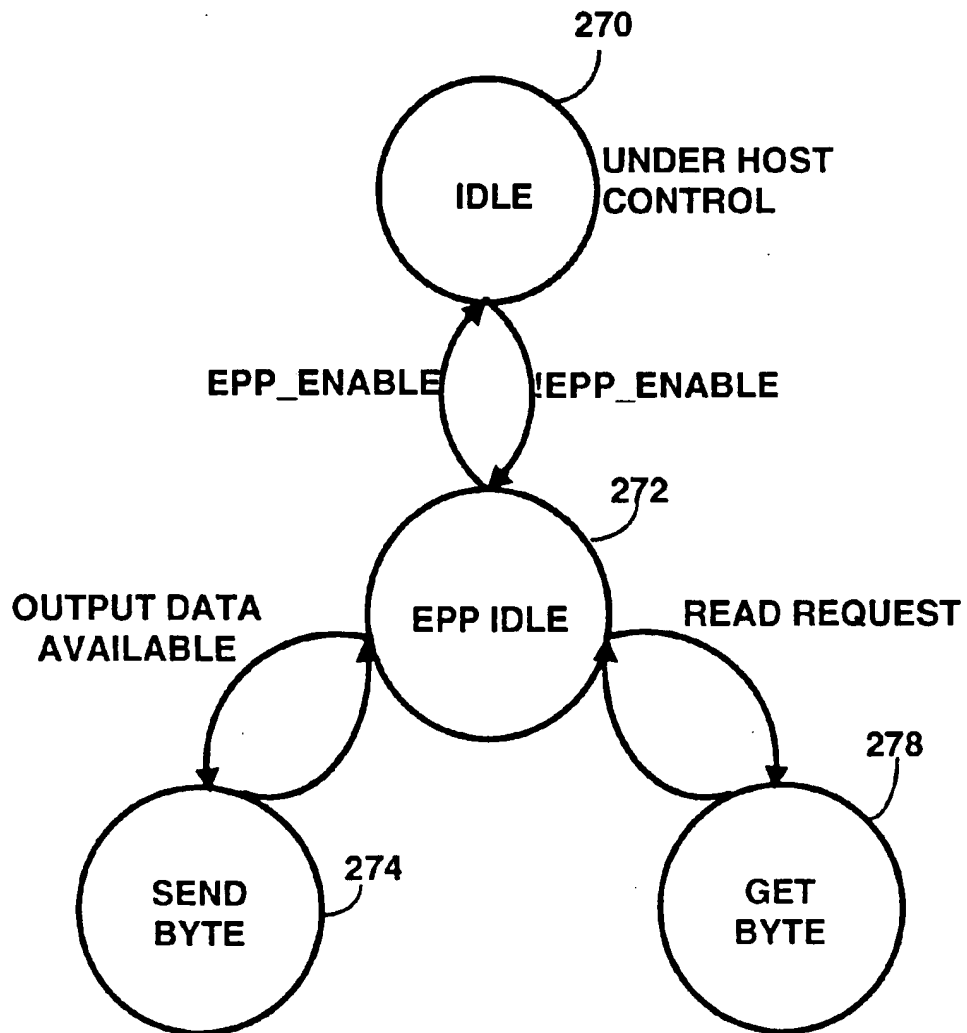 270
IDLE
UNDER HOST
CONTROL
EPP_ENABLE
!EPP_ENABLE
272
EPP IDLE
OUTPUT DATA
AVAILABLE
READ REQUEST
278
274
SEND
BYTE
GET
BYTE